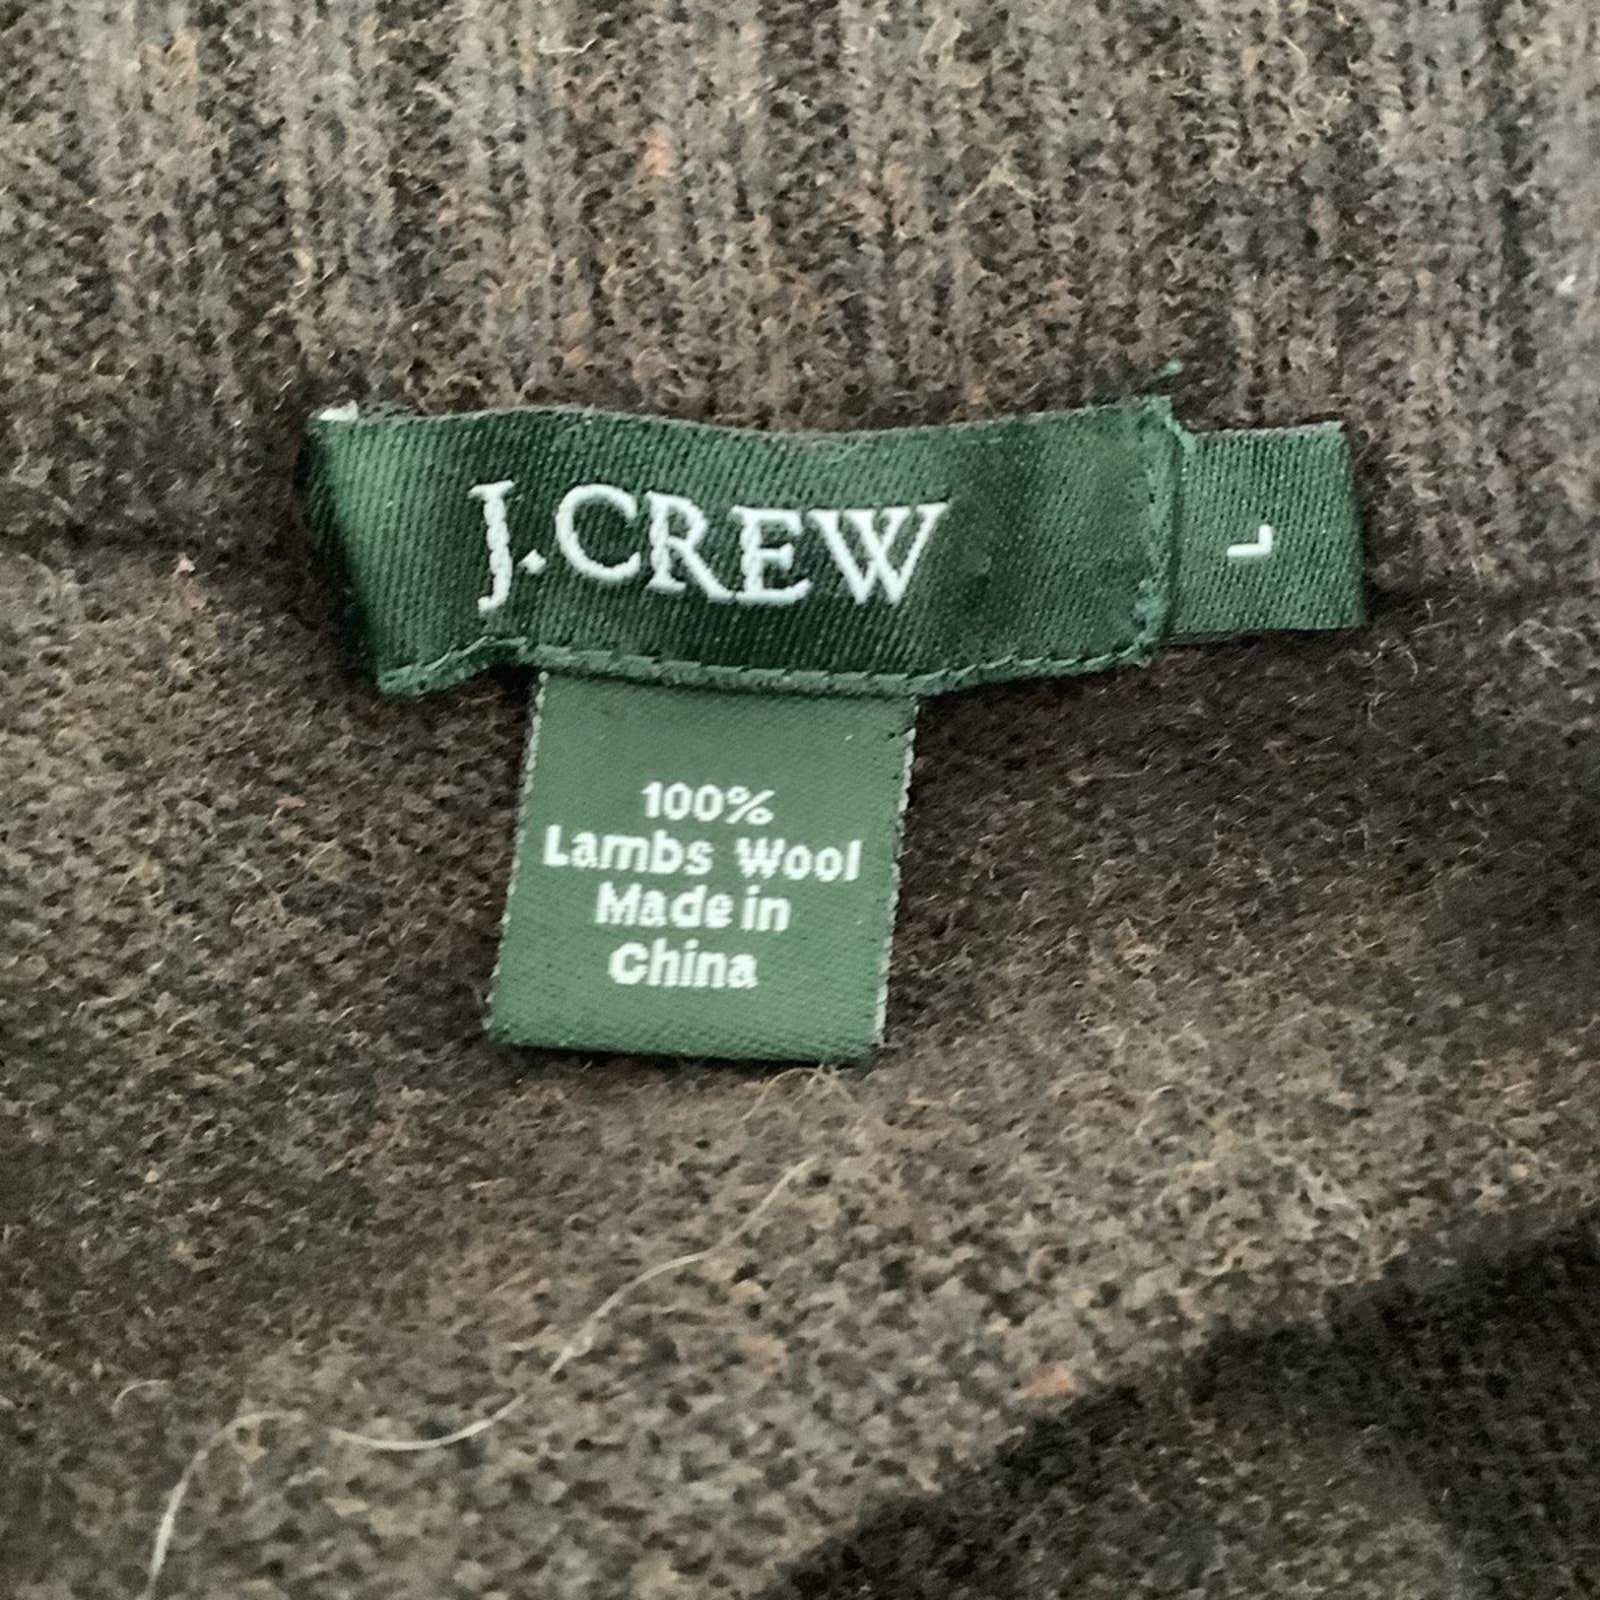 J.CREW
L
100%
Lambs Wool
Made in
China